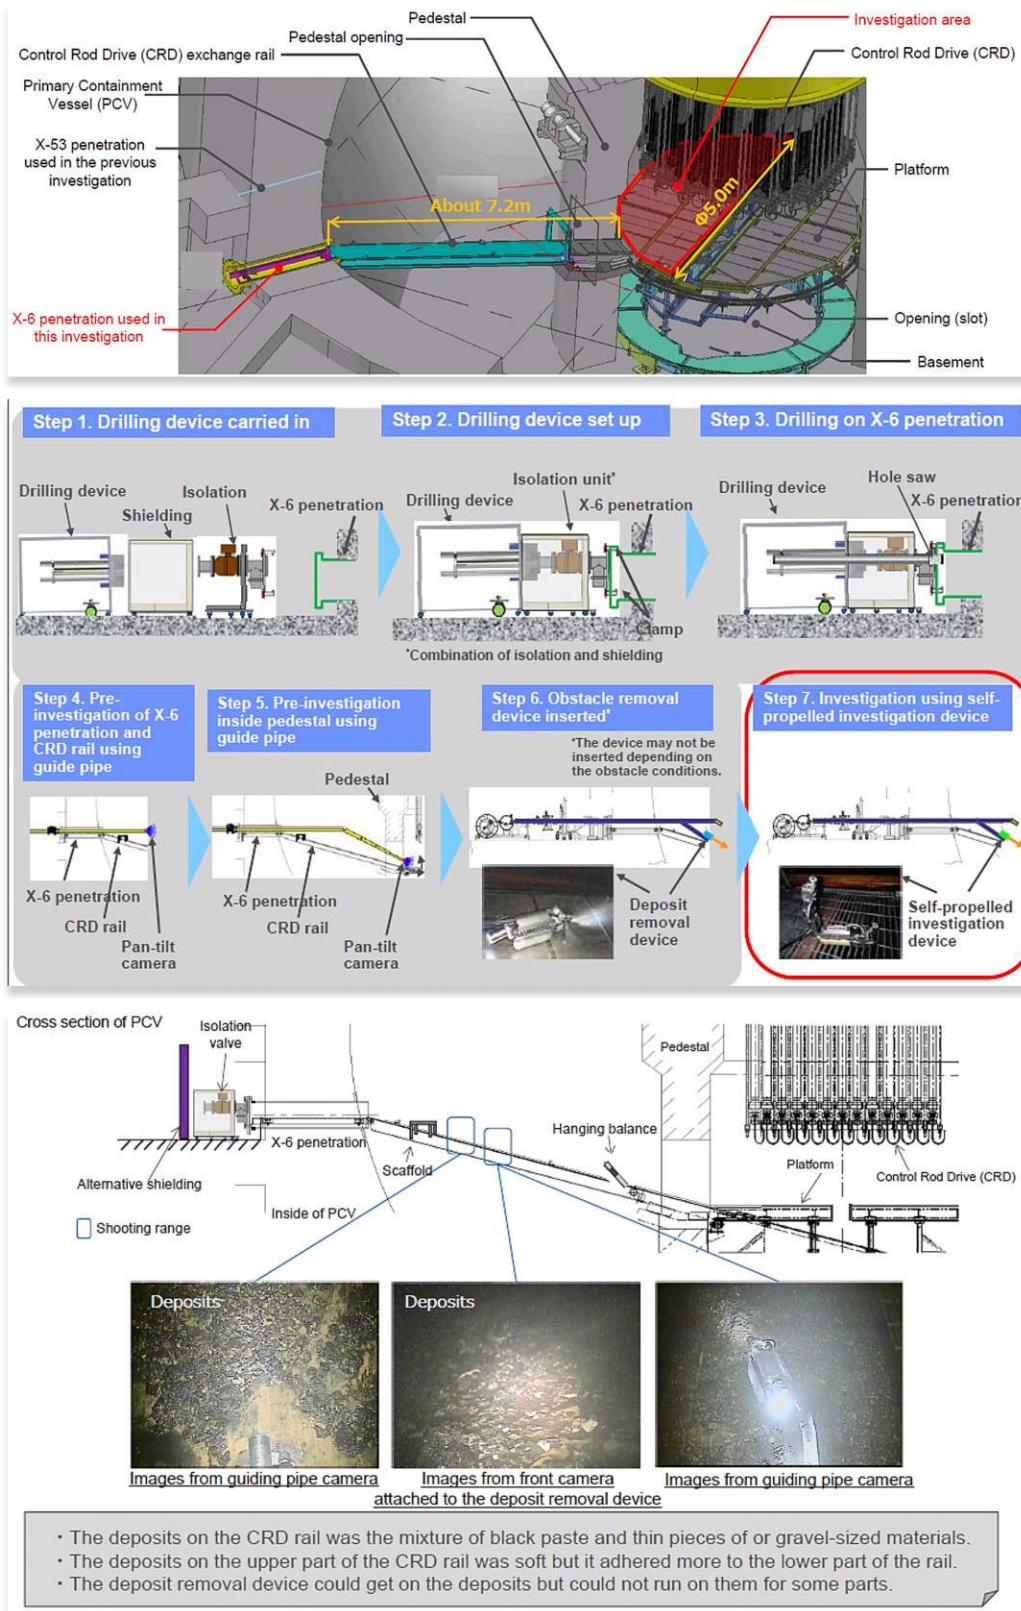 Pedestal
Investigation area
Pedestal opening
Control Rod Drive (CRD) exchange rail
Control Rod Drive (CRD)
Primary Containment
Vessel (PCV)
X-53 penetration
used in the previous
investigation
Platform
About 7.2m
Φ5.0m
X-6 penetration used in
this investigation
Opening (slot)
Basement
Step 1. Drilling device carried in
Step 2. Drilling device set up
Step 3. Drilling on X-6 penetration
Drilling device
Shielding
Isolation
X-6 penetration
Drilling device
Isolation unit*
X-6 penetration
Clamp
*Combination of isolation and shielding
Drilling device
Hole saw
X-6 penetration
Step 4. Pre-
investigation of X-6
penetration and
CRD rail using
guide pipe
X-6 penetration
CRD rail
Pan-tilt
camera
Step 5. Pre-investigation
inside pedestal using
guide pipe
Pedestal
X-6 penetration
CRD rail
Pan-tilt
camera
Step 6. Obstacle removal
device inserted*
*The device may not be
inserted depending on
the obstacle conditions.
Deposit
removal
device
Step 7. Investigation using self-
propelled investigation device
Self-propelled
investigation
device
Cross section of PCV
Isolation
valve
Pedestal
X-6 penetration
Scaffold
Hanging balance
Platform
Control Rod Drive (CRD)
Alternative shielding
Inside of PCV
Shooting range
Deposits
Deposits
Images from guiding pipe camera
Images from front camera
attached to the deposit removal device
Images from guiding pipe camera
・The deposits on the CRD rail was the mixture of black paste and thin pieces of or gravel-sized materials.
・The deposits on the upper part of the CRD rail was soft but it adhered more to the lower part of the rail.
・The deposit removal device could get on the deposits but could not run on them for some parts.